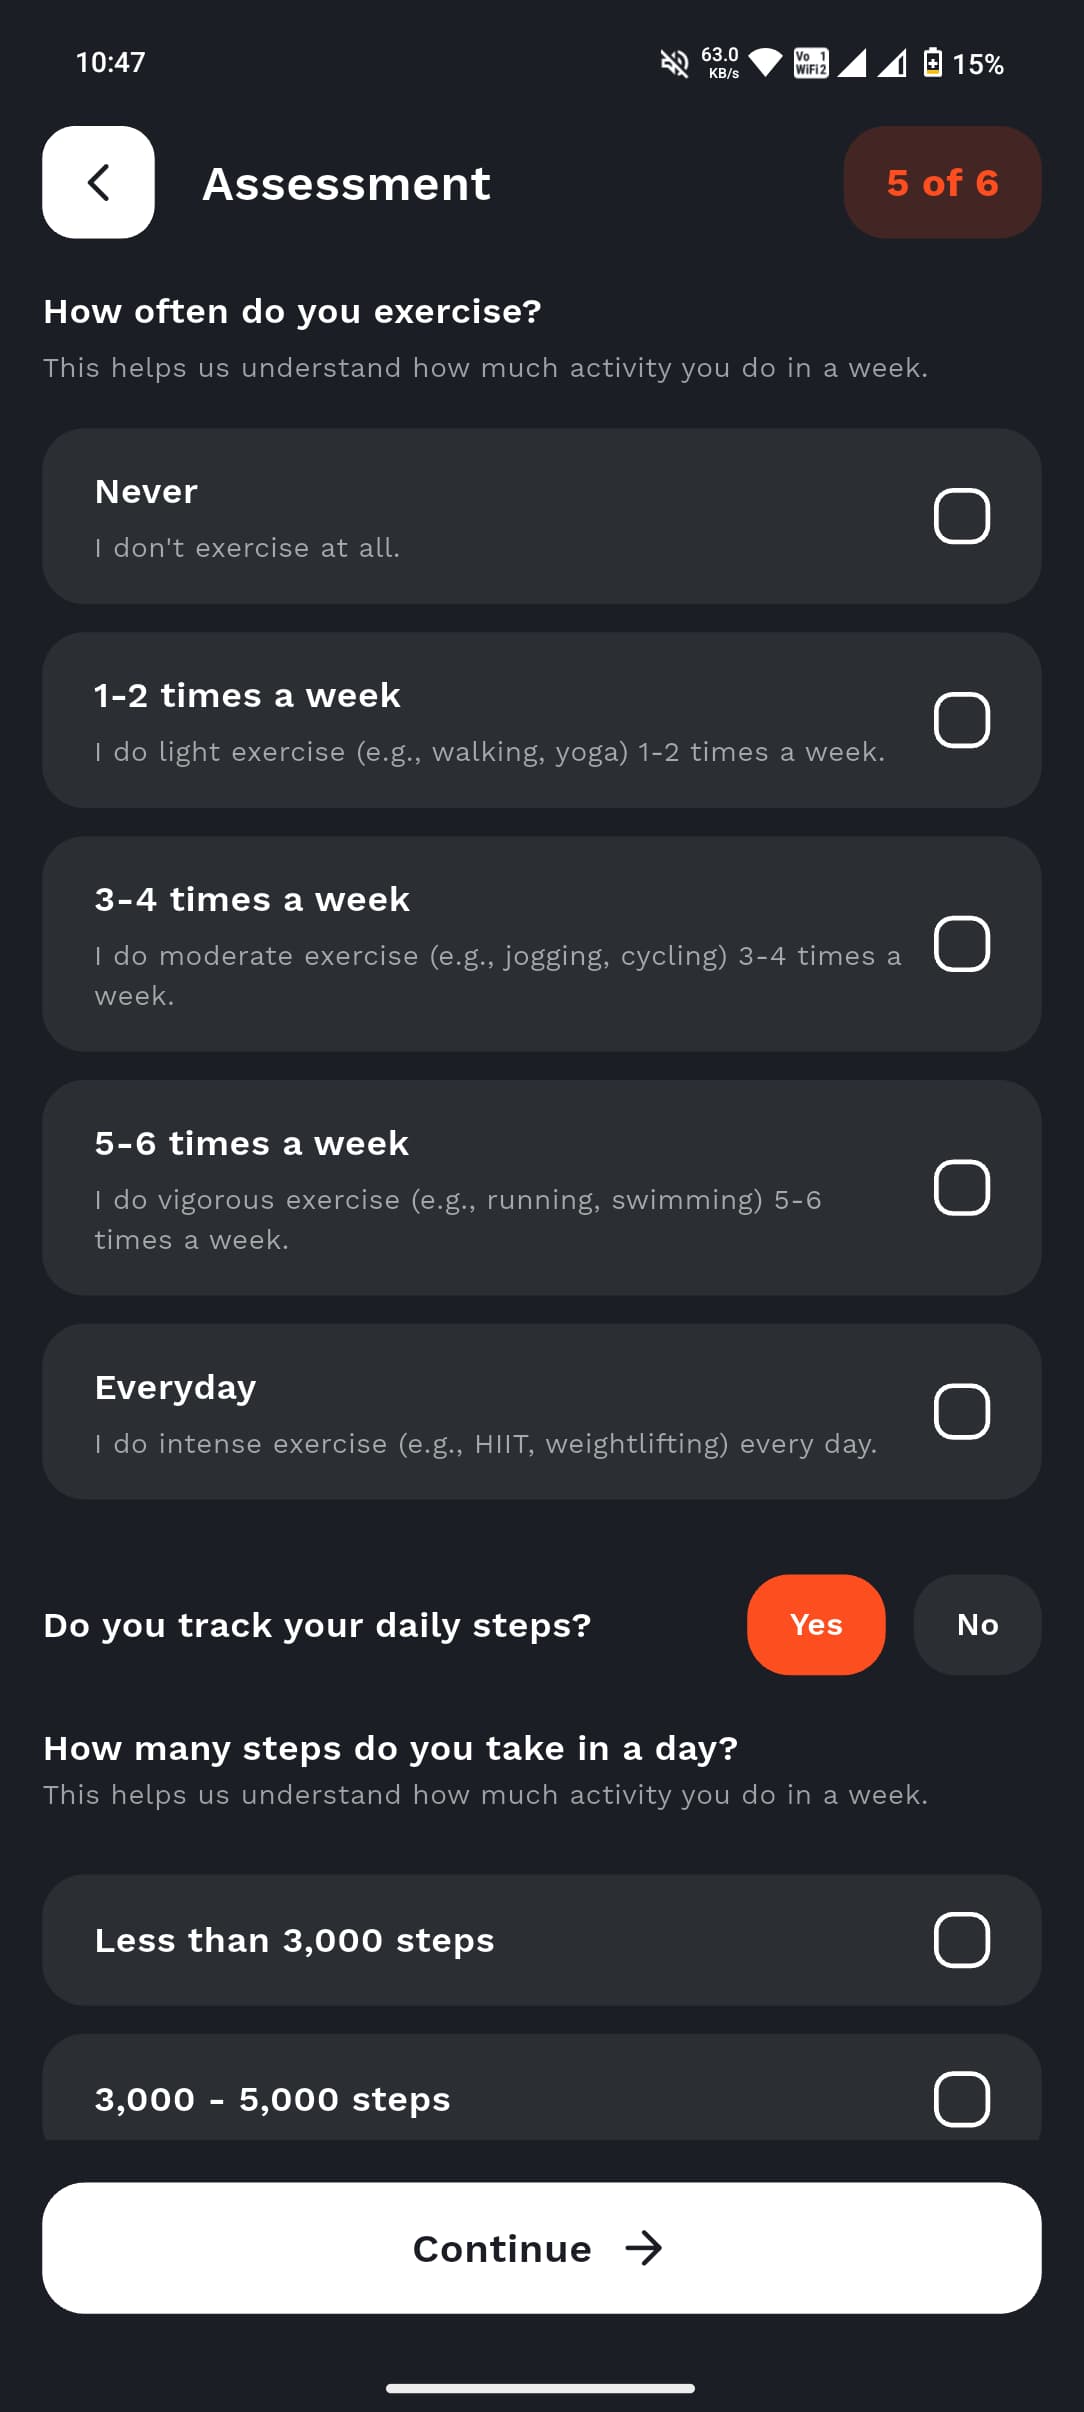 10:47
63.0
KB/s
Vo 1
WiFi 2
15%
Assessment
5 of 6
How often do you exercise?
This helps us understand how much activity you do in a week.
Never
I don't exercise at all.
1-2 times a week
I do light exercise (e.g., walking, yoga) 1-2 times a week.
3-4 times a week
I do moderate exercise (e.g., jogging, cycling) 3-4 times a
week.
5-6 times a week
I do vigorous exercise (e.g., running, swimming) 5-6
times a week.
Everyday
I do intense exercise (e.g., HIIT, weightlifting) every day.
Do you track your daily steps?
Yes
No
How many steps do you take in a day?
This helps us understand how much activity you do in a week.
Less than 3,000 steps
3,000 - 5,000 steps
Continue